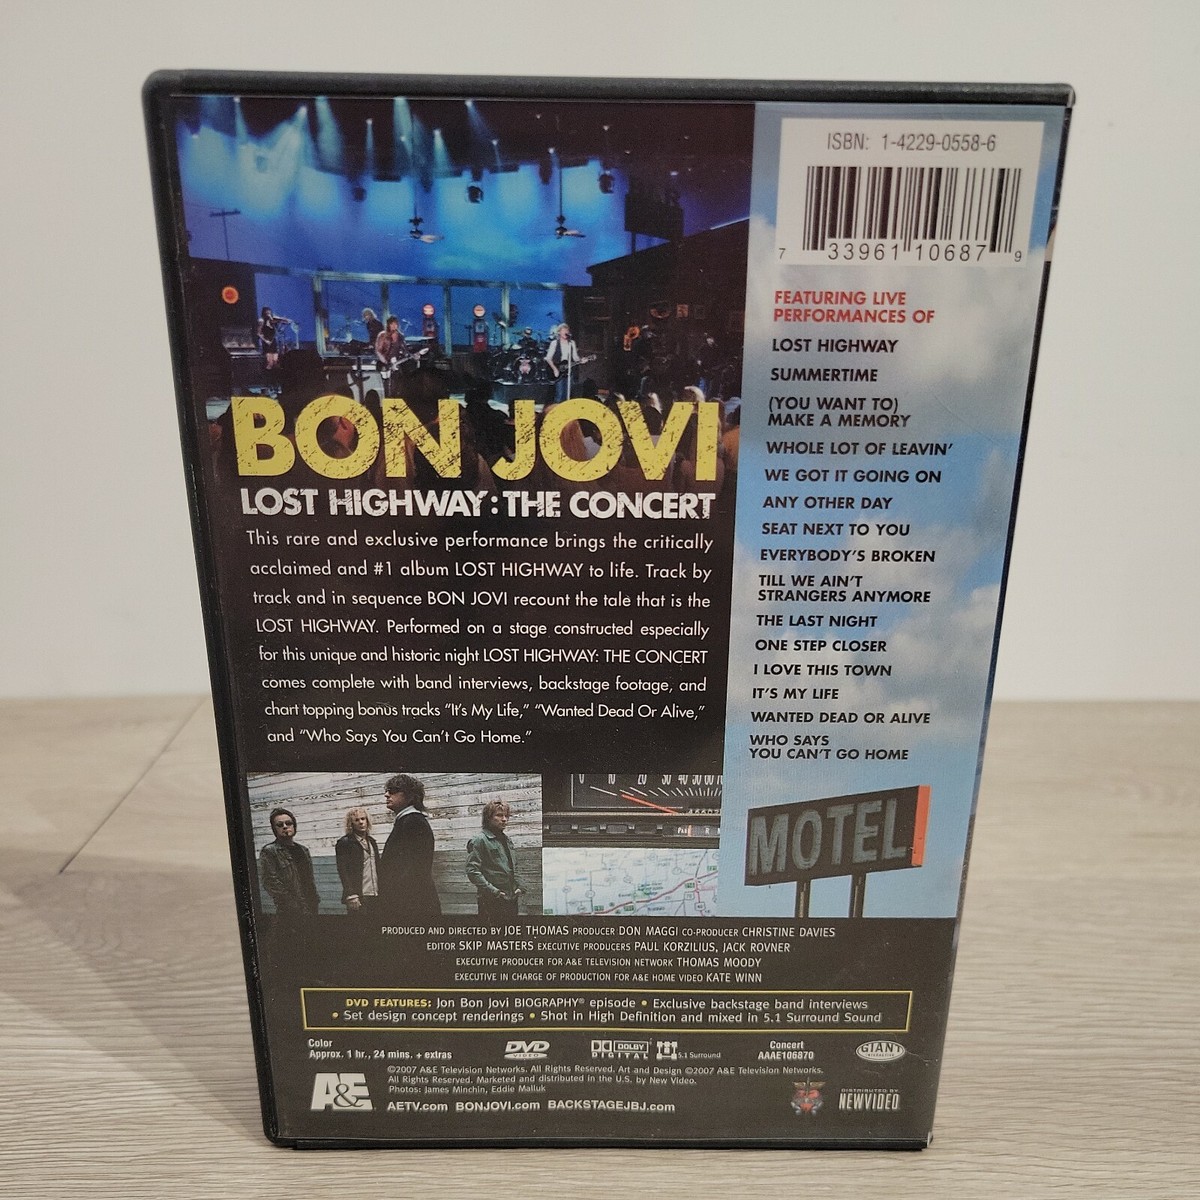 ISBN: 1-4229-0558-6
7 33961 10687 9
BON JOVI
LOST HIGHWAY: THE CONCERT
This rare and exclusive performance brings the critically
acclaimed and #1 album LOST HIGHWAY to life. Track by
track and in sequence BON JOVI recount the tale that is the
LOST HIGHWAY. Performed on a stage constructed especially
for this unique and historic night LOST HIGHWAY: THE CONCERT
comes complete with band interviews, backstage footage, and
chart topping bonus tracks "It's My Life," "Wanted Dead Or Alive,"
and "Who Says You Can't Go Home."
FEATURING LIVE
PERFORMANCES OF
LOST HIGHWAY
SUMMERTIME
(YOU WANT TO)
MAKE A MEMORY
WHOLE LOT OF LEAVIN'
WE GOT IT GOING ON
ANY OTHER DAY
SEAT NEXT TO YOU
EVERYBODY'S BROKEN
TILL WE AIN'T
STRANGERS ANYMORE
THE LAST NIGHT
ONE STEP CLOSER
I LOVE THIS TOWN
IT'S MY LIFE
WANTED DEAD OR ALIVE
WHO SAYS
YOU CAN'T GO HOME
0 10 20 30 40 50 60 70
MOTEL
PRODUCED AND DIRECTED BY JOE THOMAS PRODUCER DON MAGGI CO-PRODUCER CHRISTINE DAVIES
EDITOR SKIP MASTERS EXECUTIVE PRODUCERS PAUL KORZILIUS, JACK ROVNER
EXECUTIVE PRODUCER FOR A&E TELEVISION NETWORK THOMAS MOODY
EXECUTIVE IN CHARGE OF PRODUCTION FOR A&E HOME VIDEO KATE WINN
DVD FEATURES: Jon Bon Jovi BIOGRAPHY® episode • Exclusive backstage band interviews
• Set design concept renderings • Shot in High Definition and mixed in 5.1 Surround Sound
Color
Approx. 1 hr., 24 mins. + extras
DVD VIDEO
DOLBY DIGITAL
5.1 Surround
Concert
AAAE106870
GIANT
©2007 A&E Television Networks. All Rights Reserved. Art and Design ©2007 A&E Television Networks.
All Rights Reserved. Marketed and distributed in the U.S. by New Video.
Photos: James Minchin, Eddie Malluk
A&E
AETV.com BONJOVI.com BACKSTAGEJBJ.com
DISTRIBUTED BY
NEWVIDEO